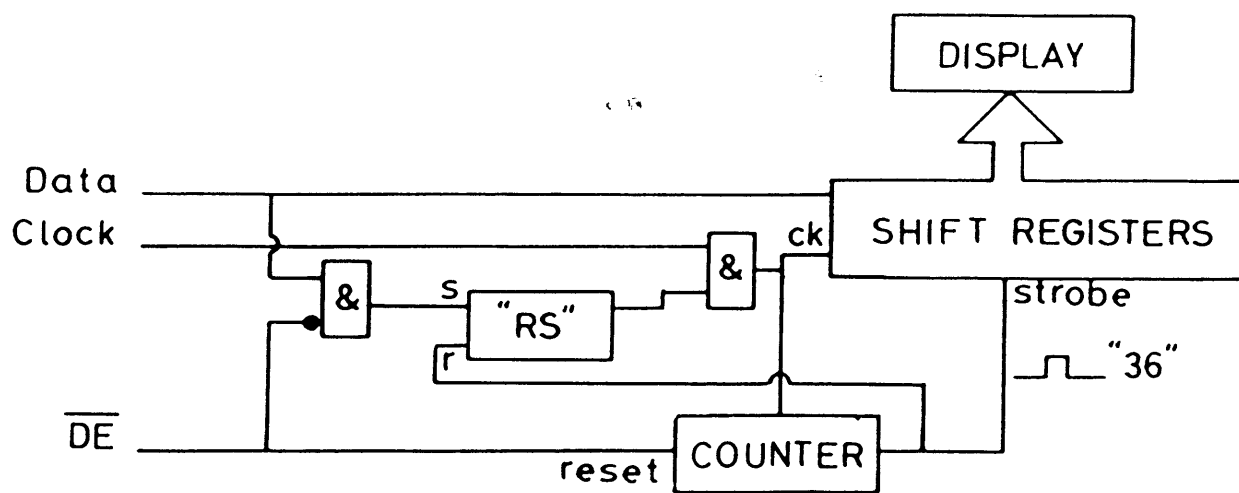 DISPLAY
Data
Clock
ck
SHIFT REGISTERS
&
&
s
"RS"
r
strobe
"36"
DE
reset
COUNTER